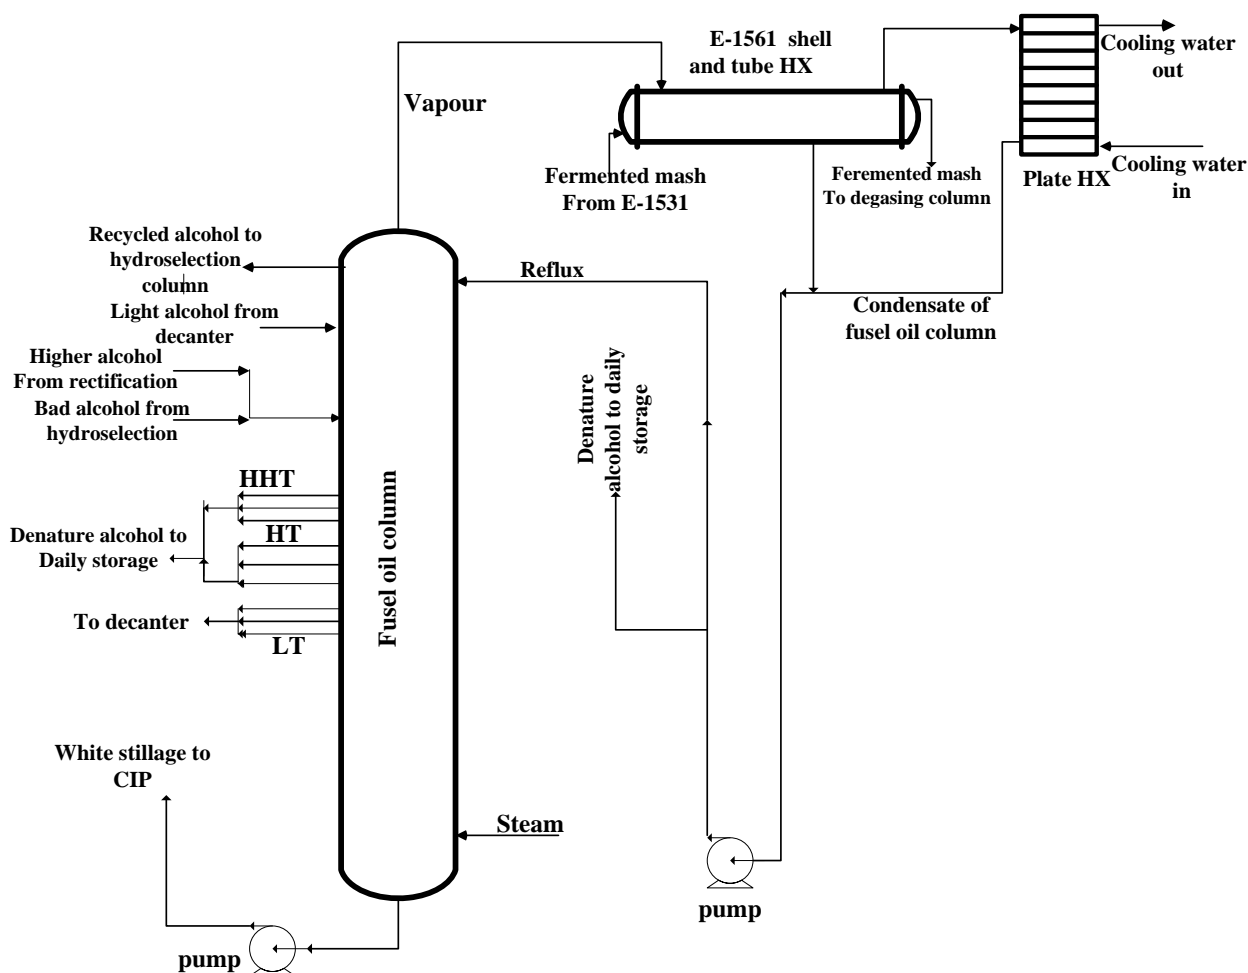 E-1561 shell
and tube HX
Cooling water
out
Vapour
Fermented mash
From E-1531
Feremented mash
To degasing column
Plate HX
Cooling water
in
Recycled alcohol to
hydroselection
column
Reflux
Light alcohol from
decanter
Condensate of
fusel oil column
Higher alcohol
From rectification
Bad alcohol from
hydroselection
Denature
alcohol to daily
storage
HHT
HT
Denature alcohol to
Daily storage
Fusel oil column
To decanter
LT
White stillage to
CIP
Steam
pump
pump